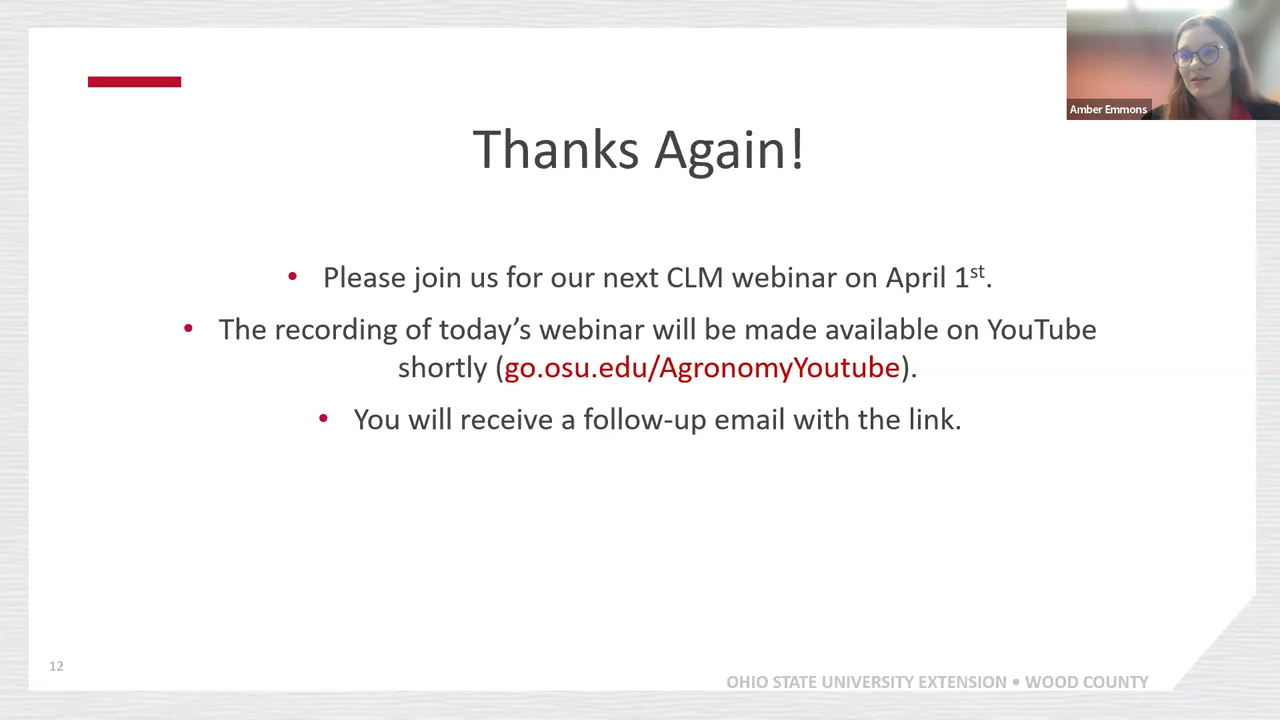 Amber Emmons
Thanks Again!
• Please join us for our next CLM webinar on April 1st.
• The recording of today’s webinar will be made available on YouTube
shortly (go.osu.edu/AgronomyYoutube).
• You will receive a follow-up email with the link.
12
OHIO STATE UNIVERSITY EXTENSION • WOOD COUNTY